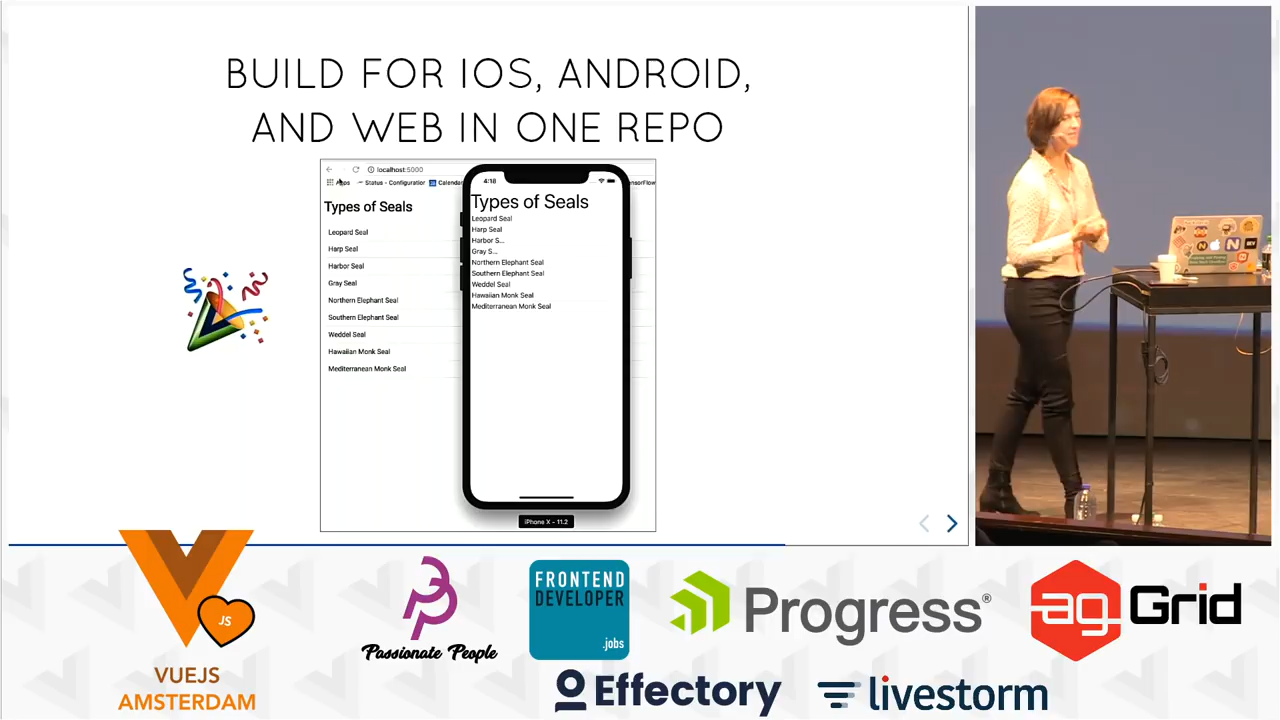 BUILD FOR IOS, ANDROID,
AND WEB IN ONE REPO
localhost:5000
Apps
Status - Configuration
Calendar
Types of Seals
Leopard Seal
Harp Seal
Harbor Seal
Gray Seal
Northern Elephant Seal
Southern Elephant Seal
Weddel Seal
Hawaiian Monk Seal
Mediterranean Monk Seal
4:18
Types of Seals
Leopard Seal
Harp Seal
Harbor S...
Gray S...
Northern Elephant Seal
Southern Elephant Seal
Weddel Seal
Hawaiian Monk Seal
Mediterranean Monk Seal
iPhone X - 11.2
JS
VUEJS
AMSTERDAM
Passionate People
FRONTEND
DEVELOPER
.jobs
Progress®
ag Grid
Effectory
livestorm